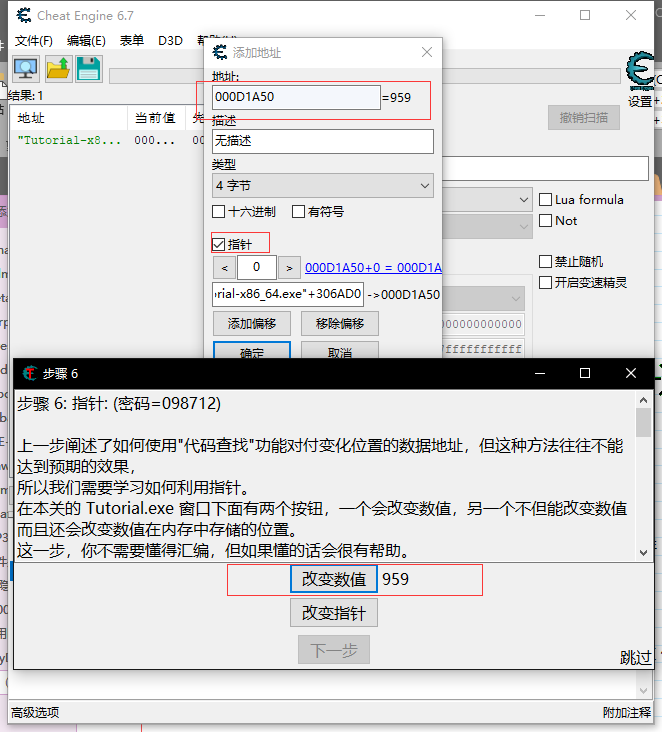 Cheat Engine 6.7
文件(F) 编辑(E) 表单 D3D
添加地址
地址:
000D1A50 =959
结果: 1
地址 当前值
"Tutorial-x8... 000...
描述
无描述
类型
4 字节
十六进制 有符号
指针
< 0 > 000D1A50+0 = 000D1A
rial-x86_64.exe"+306AD0 ->000D1A50
添加偏移 移除偏移
确定 取消
设置
撤销扫描
Lua formula
Not
禁止随机
开启变速精灵
步骤 6
步骤 6: 指针: (密码=098712)
上一步阐述了如何使用"代码查找"功能对付变化位置的数据地址，但这种方法往往不能
达到预期的效果，
所以我们需要学习如何利用指针。
在本关的 Tutorial.exe 窗口下面有两个按钮，一个会改变数值，另一个不但能改变数值
而且还会改变数值在内存中存储的位置。
这一步，你不需要懂得汇编，但如果懂的话会很有帮助。
改变数值 959
改变指针
下一步
跳过
高级选项 附加注释